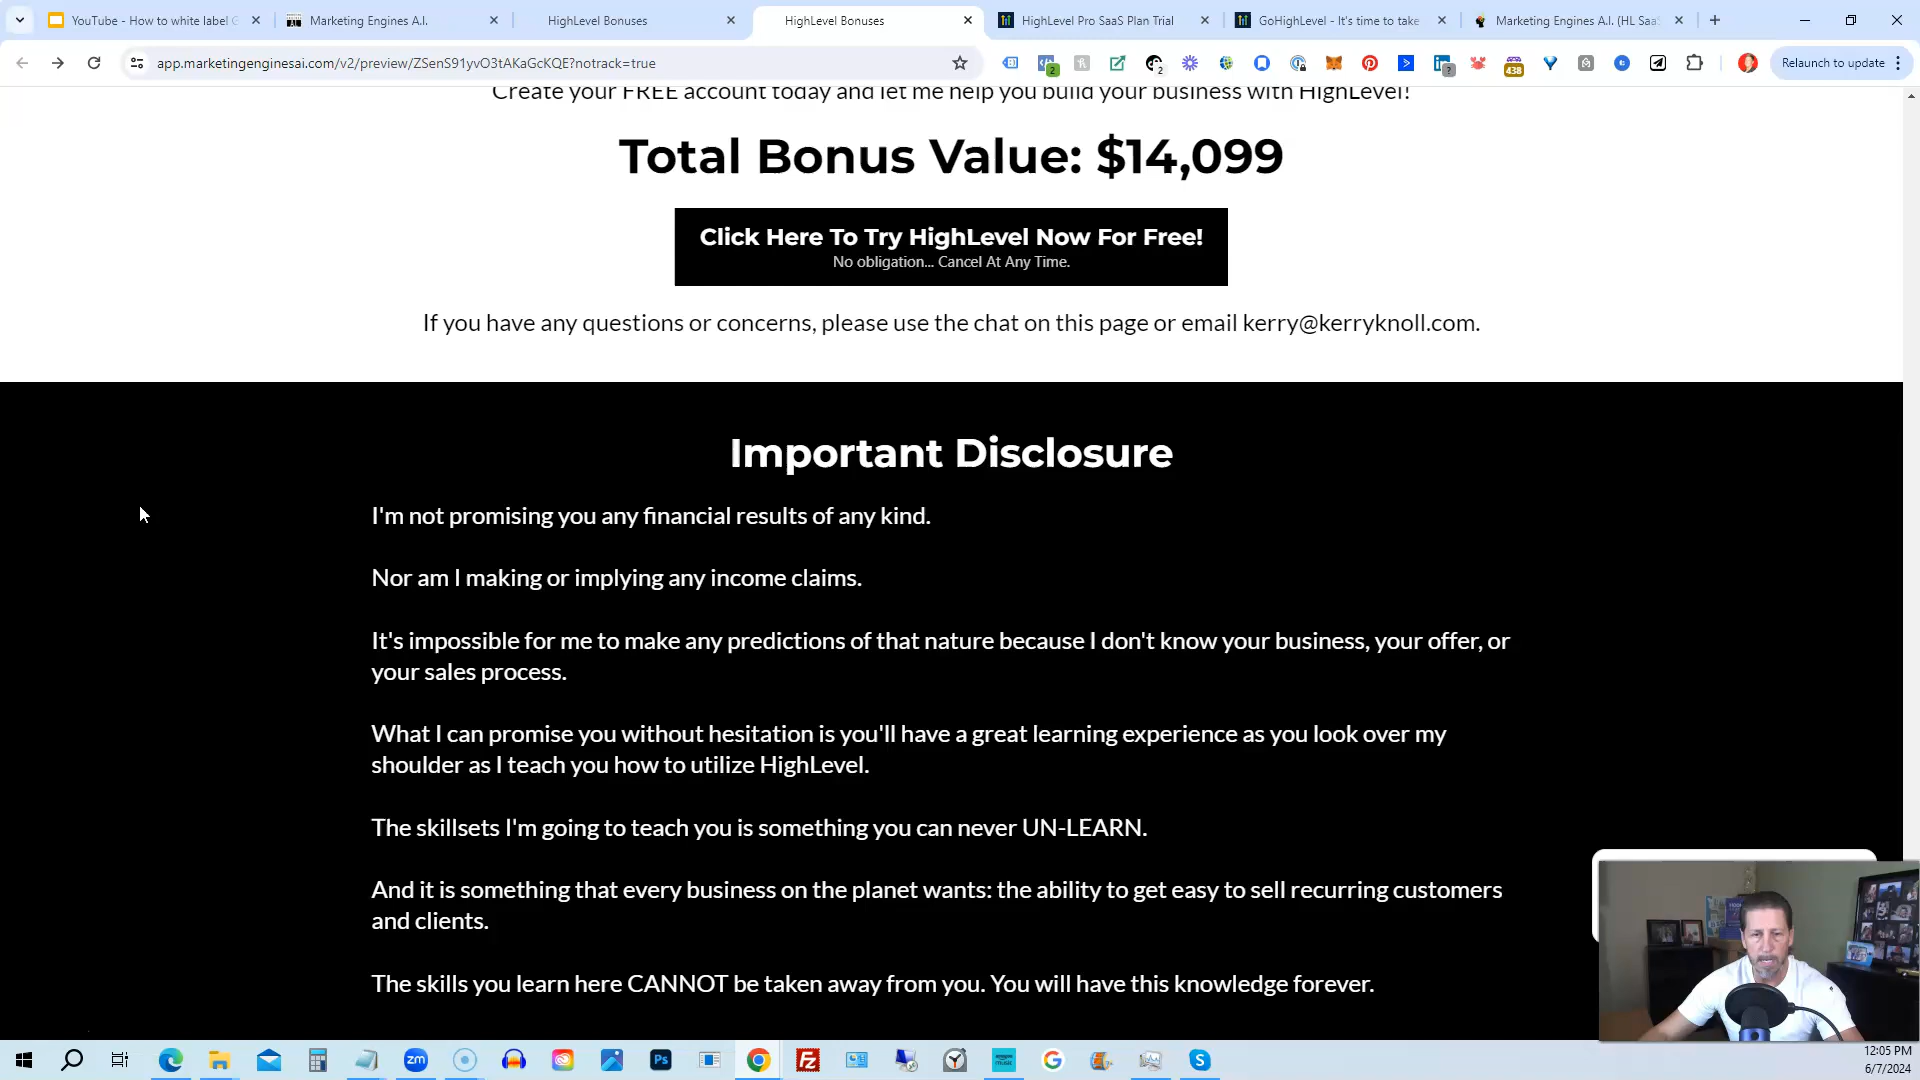 YouTube - How to white label G
Marketing Engines A.I.
HighLevel Bonuses
HighLevel Bonuses
HighLevel Pro SaaS Plan Trial
GoHighLevel - It's time to take
Marketing Engines A.I. (HL SaaS
app.marketingenginesai.com/v2/preview/ZSenS91yvO3tAKaGcKQE?notrack=true
2
2
?
438
Relaunch to update
Create your FREE account today and let me help you build your business with HighLevel!
Total Bonus Value: $14,099
Click Here To Try HighLevel Now For Free!
No obligation... Cancel At Any Time.
If you have any questions or concerns, please use the chat on this page or email kerry@kerryknoll.com.
Important Disclosure
I'm not promising you any financial results of any kind.
Nor am I making or implying any income claims.
It's impossible for me to make any predictions of that nature because I don't know your business, your offer, or
your sales process.
What I can promise you without hesitation is you'll have a great learning experience as you look over my
shoulder as I teach you how to utilize HighLevel.
The skillsets I'm going to teach you is something you can never UN-LEARN.
And it is something that every business on the planet wants: the ability to get easy to sell recurring customers
and clients.
The skills you learn here CANNOT be taken away from you. You will have this knowledge forever.
zm
Ps
Fz
12:05 PM
6/7/2024